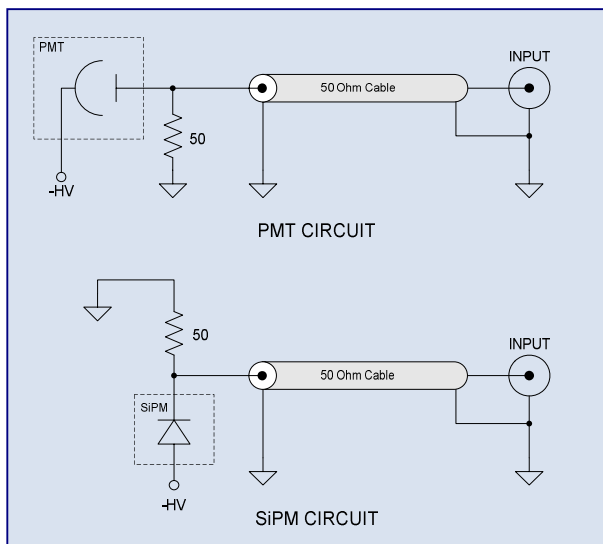 PMT
INPUT
50 Ohm Cable
50
-HV
PMT CIRCUIT
50
INPUT
50 Ohm Cable
SiPM
-HV
SiPM CIRCUIT